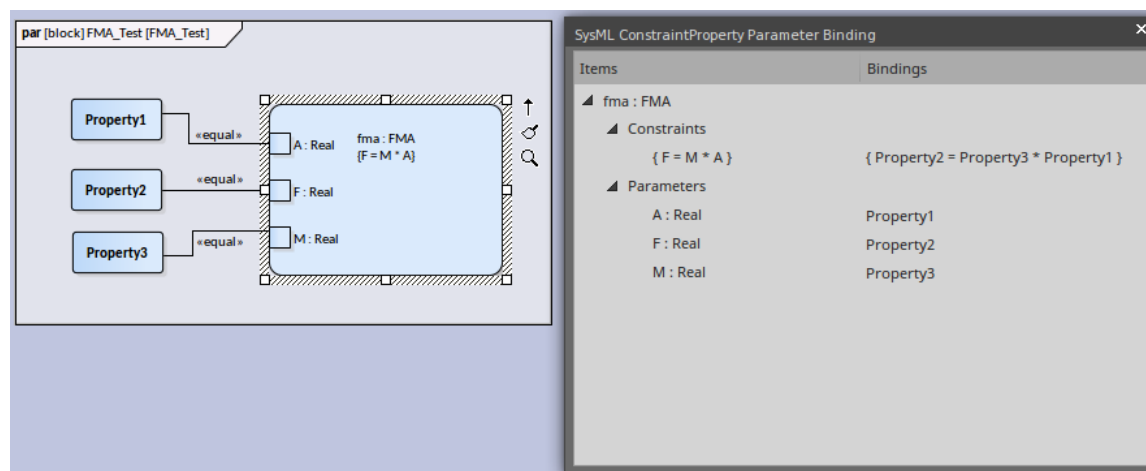 par [block] FMA_Test [FMA_Test]
Property1
«equal»
A : Real
fma : FMA
{F = M * A}
Property2
«equal»
F : Real
Property3
«equal»
M : Real
SysML ConstraintProperty Parameter Binding
Items Bindings
fma : FMA
Constraints
{ F = M * A } { Property2 = Property3 * Property1 }
Parameters
A : Real Property1
F : Real Property2
M : Real Property3